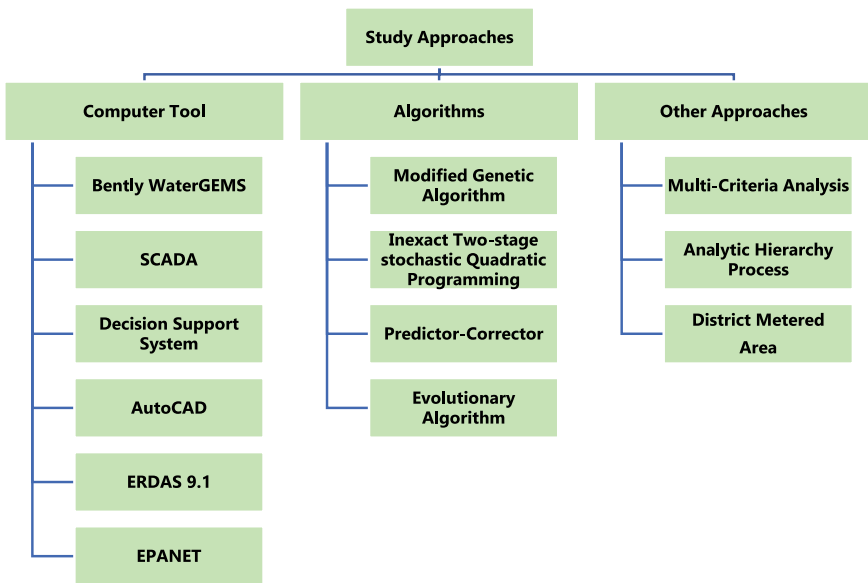 Study Approaches
Computer Tool
Bently WaterGEMS
SCADA
Decision Support
System
AutoCAD
ERDAS 9.1
EPANET
Algorithms
Modified Genetic
Algorithm
Inexact Two-stage
stochastic Quadratic
Programming
Predictor-Corrector
Evolutionary
Algorithm
Other Approaches
Multi-Criteria Analysis
Analytic Hierarchy
Process
District Metered
Area